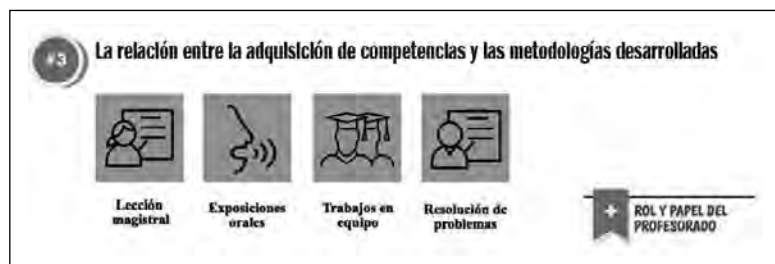 #3
La relación entre la adquisición de competencias y las metodologías desarrolladas
Lección
magistral
Exposiciones
orales
Trabajos en
equipo
Resolución de
problemas
+
ROL Y PAPEL DEL
PROFESORADO